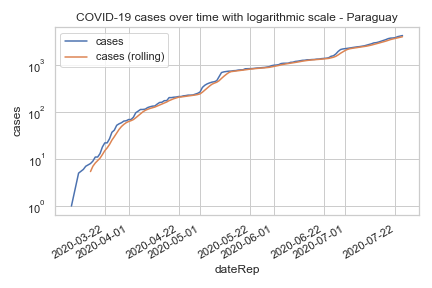 COVID-19 cases over time with logarithmic scale - Paraguay
cases
cases (rolling)
10³
10²
10¹
10⁰
cases
2020-03-22
2020-04-01
2020-04-22
2020-05-01
2020-05-22
2020-06-01
2020-06-22
2020-07-01
2020-07-22
dateRep